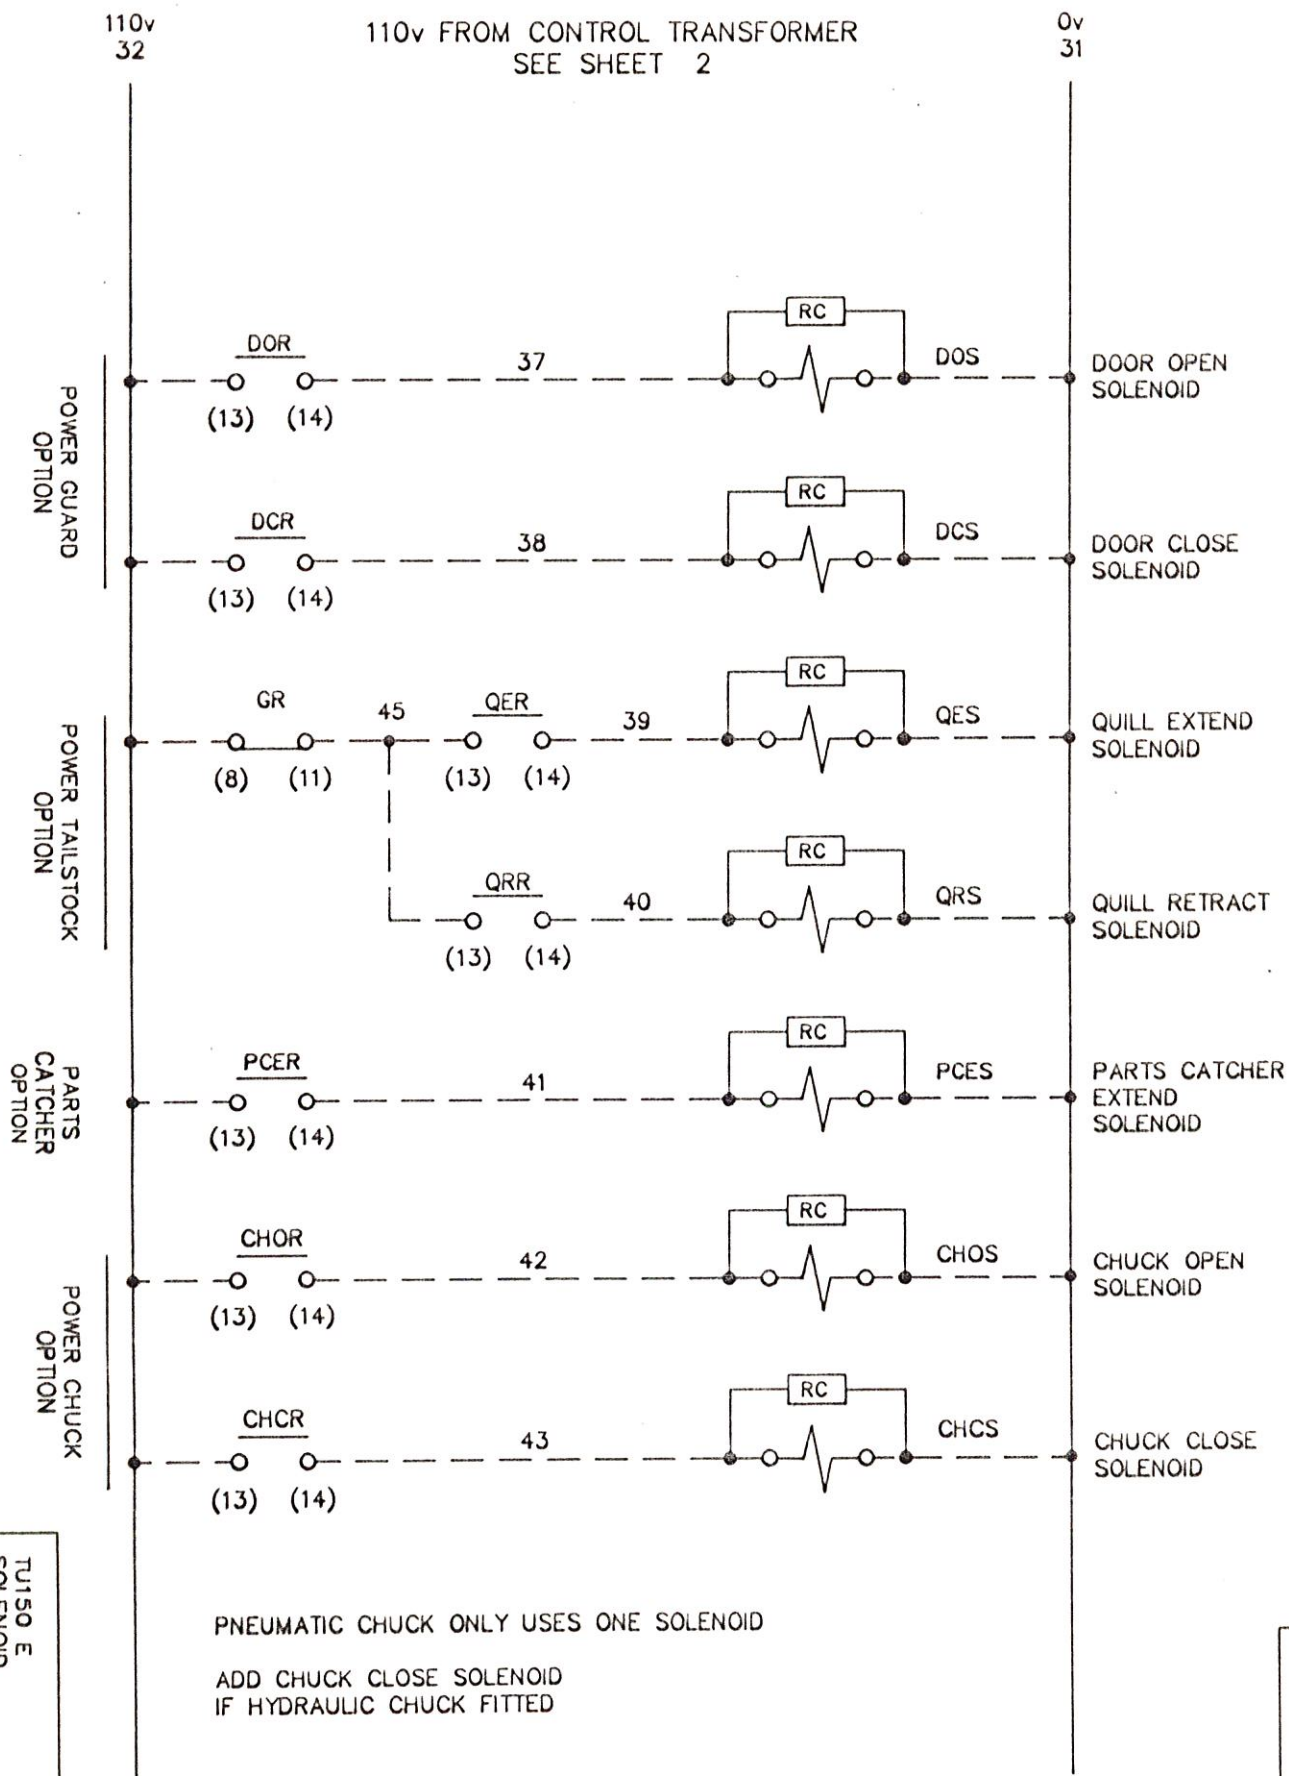 110v
32
110v FROM CONTROL TRANSFORMER
SEE SHEET 2
0v
31
POWER GUARD
OPTION
DOR
(13) (14)
37
RC
DOS
DOOR OPEN
SOLENOID
DCR
(13) (14)
38
RC
DCS
DOOR CLOSE
SOLENOID
POWER TAILSTOCK
OPTION
GR
(8) (11)
45
QER
(13) (14)
39
RC
QES
QUILL EXTEND
SOLENOID
QRR
(13) (14)
40
RC
QRS
QUILL RETRACT
SOLENOID
PARTS
CATCHER
OPTION
PCER
(13) (14)
41
RC
PCES
PARTS CATCHER
EXTEND
SOLENOID
POWER CHUCK
OPTION
CHOR
(13) (14)
42
RC
CHOS
CHUCK OPEN
SOLENOID
CHCR
(13) (14)
43
RC
CHCS
CHUCK CLOSE
SOLENOID
TU150 E
SOLENOID
PNEUMATIC CHUCK ONLY USES ONE SOLENOID
ADD CHUCK CLOSE SOLENOID
IF HYDRAULIC CHUCK FITTED